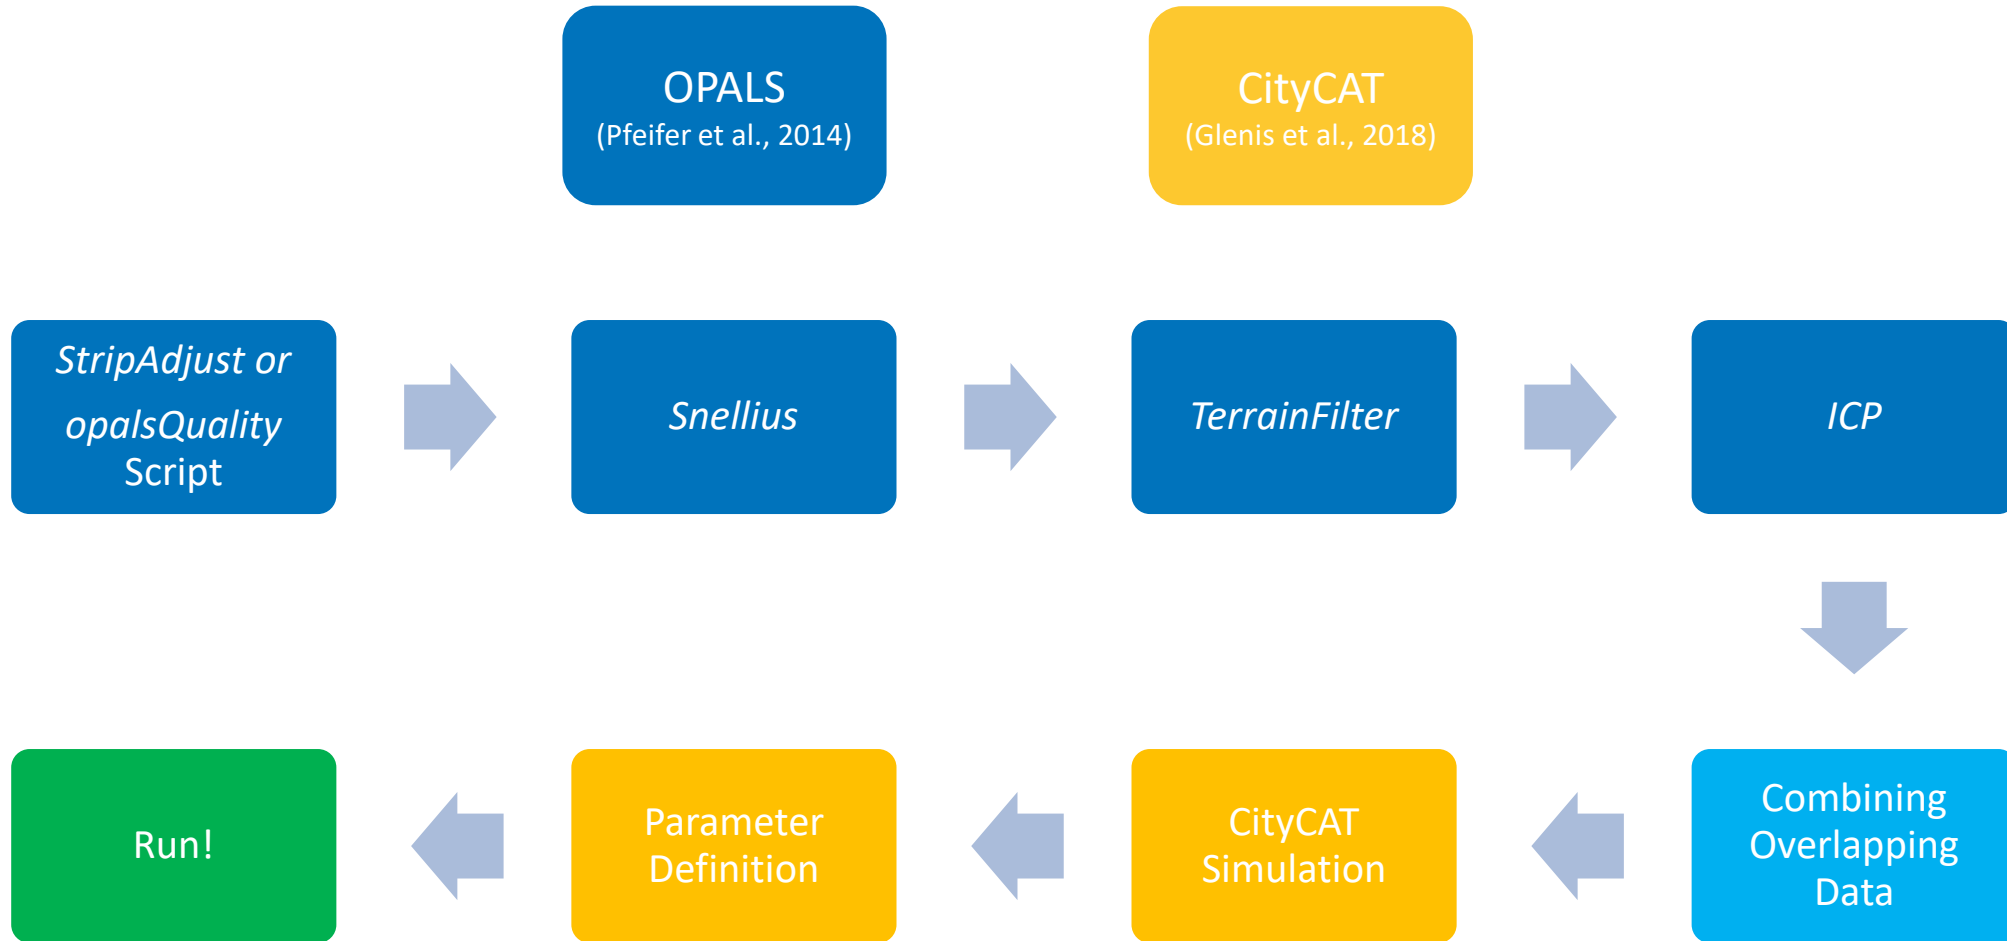 OPALS
(Pfeifer et al., 2014)
CityCAT
(Glenis et al., 2018)
StripAdjust or
opalsQuality
Script
Snellius
TerrainFilter
ICP
Combining
Overlapping
Data
CityCAT
Simulation
Parameter
Definition
Run!